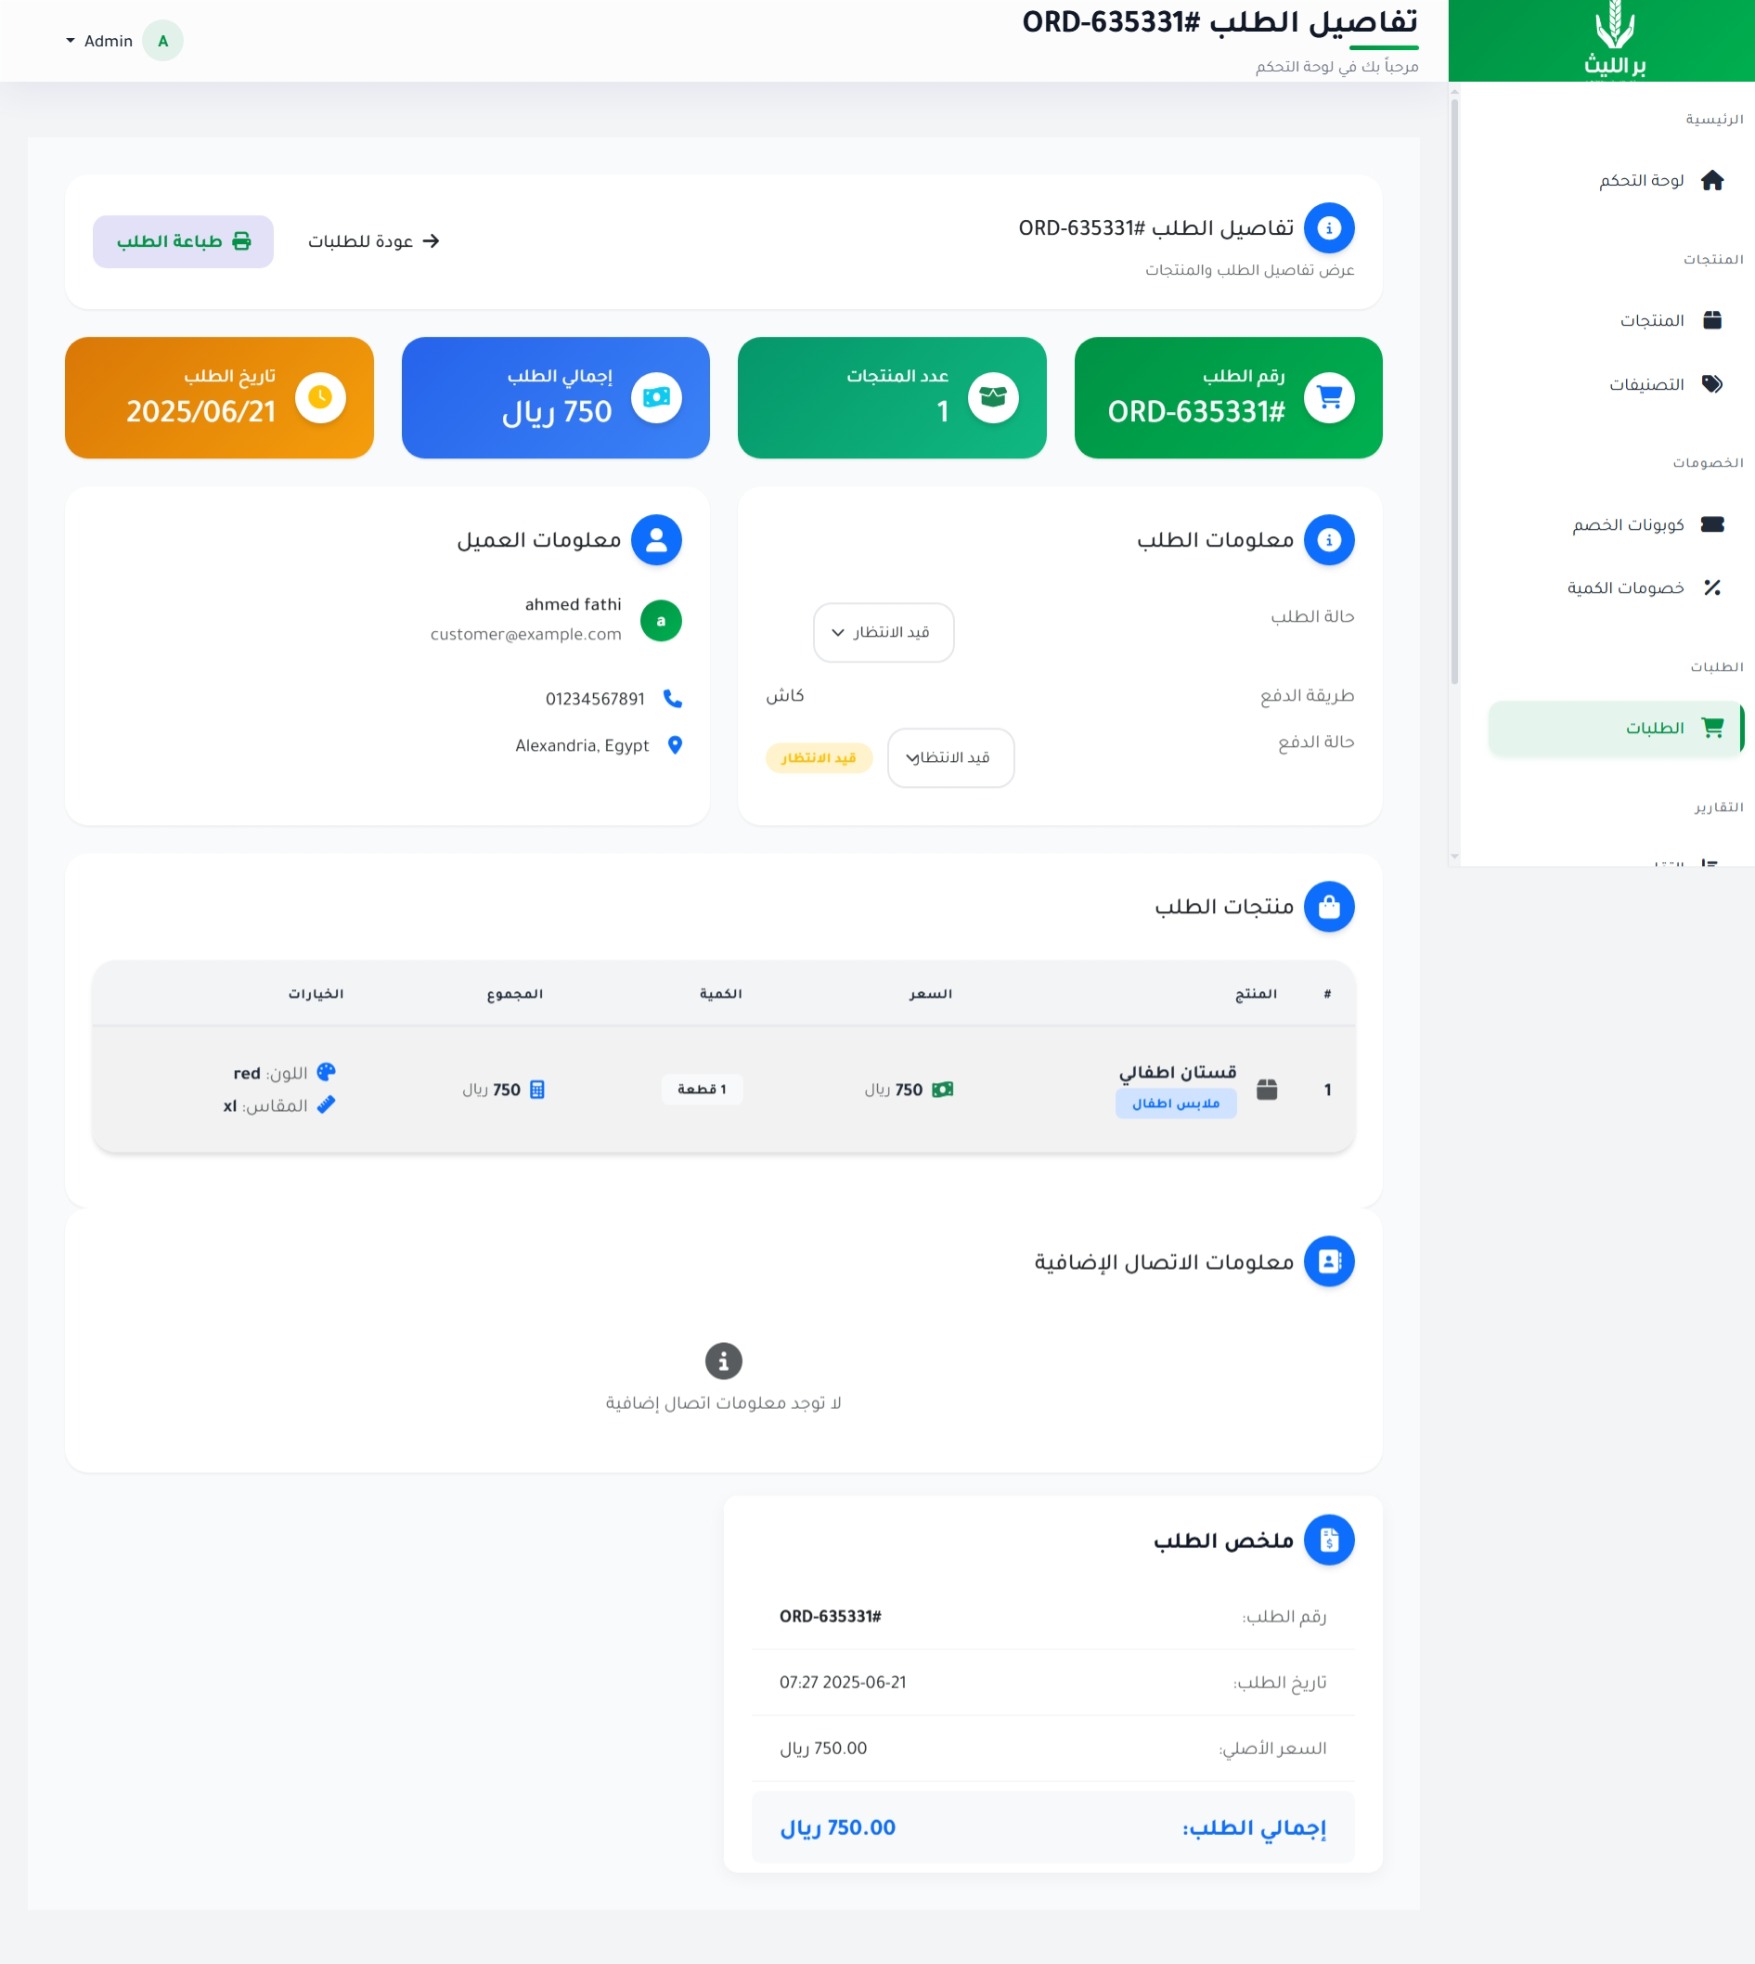 بر الليث
تفاصيل الطلب #ORD-635331
مرحباً بك في لوحة التحكم
A Admin
الرئيسية
لوحة التحكم
المنتجات
المنتجات
التصنيفات
الخصومات
كوبونات الخصم
خصومات الكمية
الطلبات
الطلبات
التقارير
تفاصيل الطلب #ORD-635331
عرض تفاصيل الطلب والمنتجات
عودة للطلبات
طباعة الطلب
رقم الطلب
#ORD-635331
عدد المنتجات
1
إجمالي الطلب
750 ريال
تاريخ الطلب
2025/06/21
معلومات الطلب
حالة الطلب
قيد الانتظار
طريقة الدفع
كاش
حالة الدفع
قيد الانتظار
قيد الانتظار
معلومات العميل
a
ahmed fathi
customer@example.com
01234567891
Alexandria, Egypt
منتجات الطلب
# المنتج السعر الكمية المجموع الخيارات
1
قستان اطفالي
ملابس اطفال
750 ريال
1 قطعة
750 ريال
اللون: red
المقاس: xl
معلومات الاتصال الإضافية
لا توجد معلومات اتصال إضافية
ملخص الطلب
رقم الطلب: #ORD-635331
تاريخ الطلب: 07:27 2025-06-21
السعر الأصلي: 750.00 ريال
إجمالي الطلب: 750.00 ريال